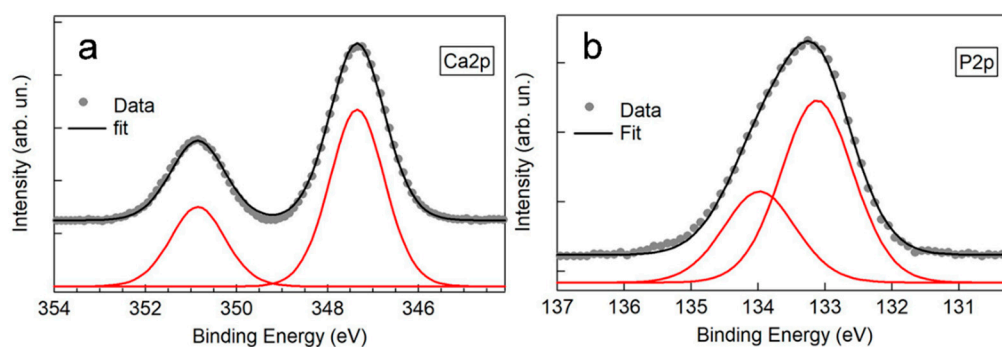 a
Ca2p
Data
fit
Intensity (arb. un.)
354 352 350 348 346
Binding Energy (eV)
b
P2p
Data
Fit
Intensity (arb. un.)
137 136 135 134 133 132 131
Binding Energy (eV)